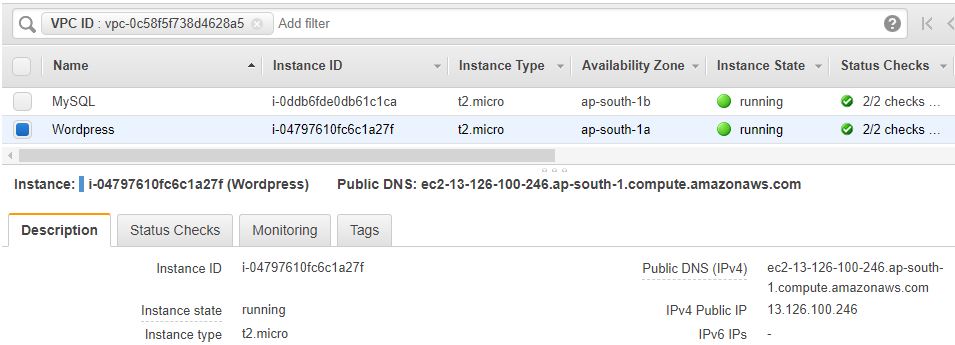 VPC ID : vpc-0c58f5f738d4628a5 Add filter
Name Instance ID Instance Type Availability Zone Instance State Status Checks
MySQL i-0ddb6fde0db61c1ca t2.micro ap-south-1b running 2/2 checks ...
Wordpress i-04797610fc6c1a27f t2.micro ap-south-1a running 2/2 checks ...
Instance: i-04797610fc6c1a27f (Wordpress) Public DNS: ec2-13-126-100-246.ap-south-1.compute.amazonaws.com
Description Status Checks Monitoring Tags
Instance ID i-04797610fc6c1a27f Public DNS (IPv4) ec2-13-126-100-246.ap-south-
1.compute.amazonaws.com
Instance state running IPv4 Public IP 13.126.100.246
Instance type t2.micro IPv6 IPs -